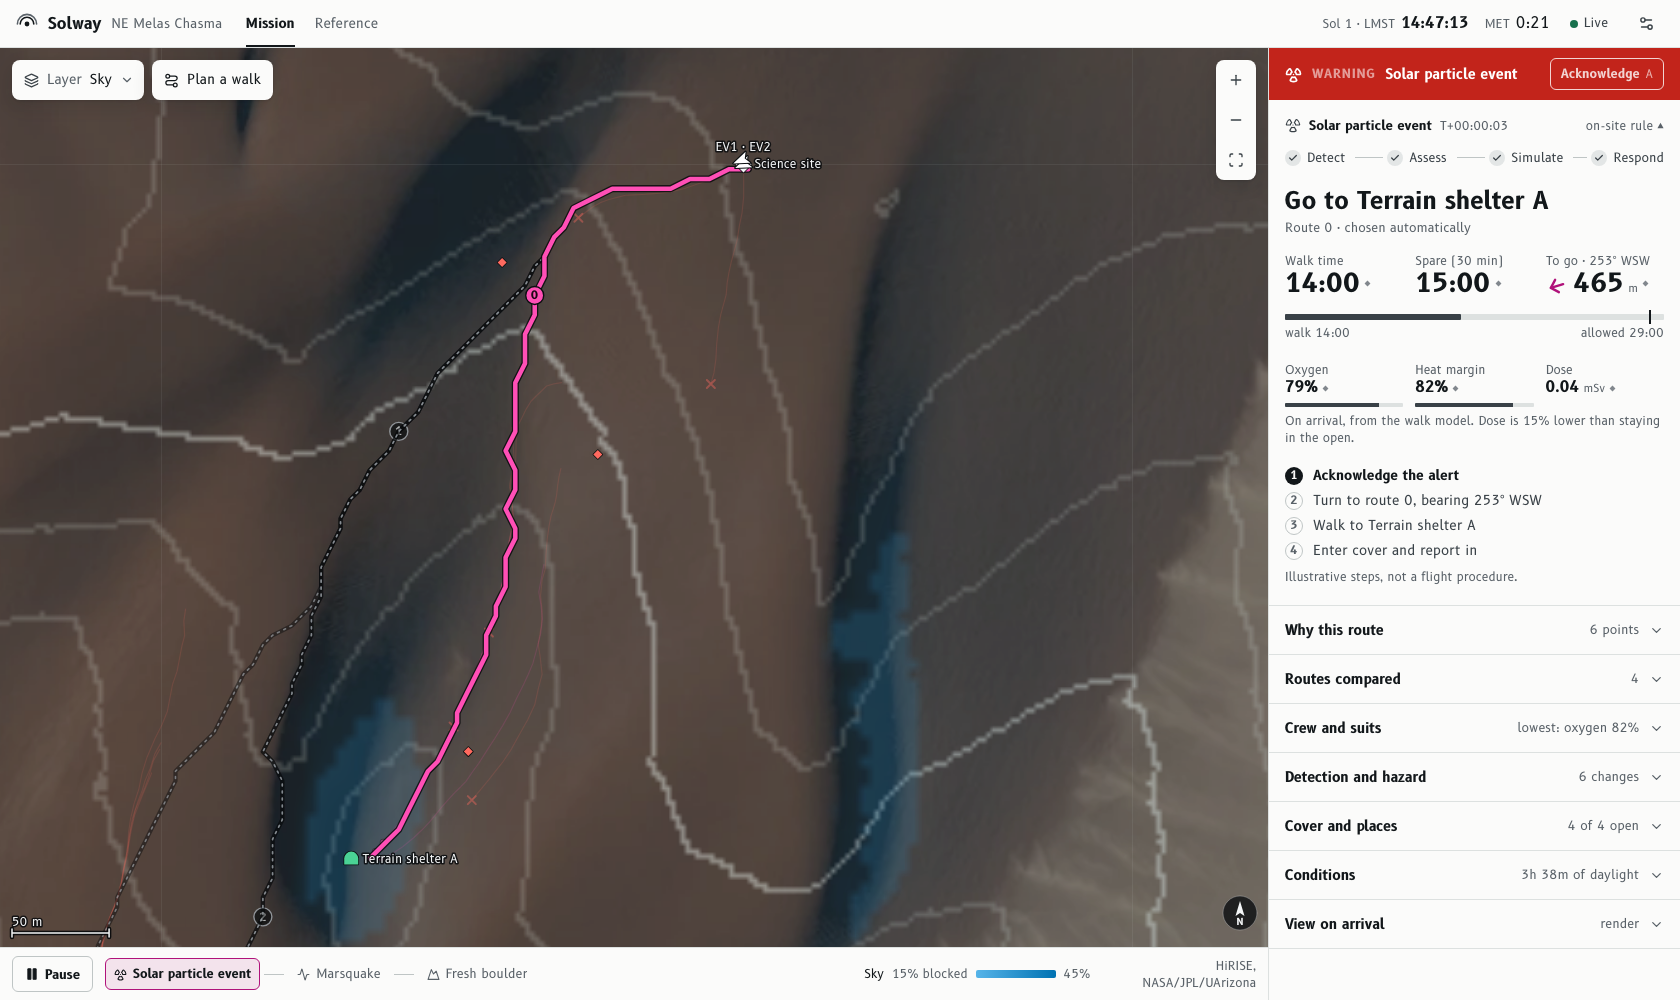 Solway NE Melas Chasma Mission Reference
Sol 1 · LMST 14:47:13 MET 0:21 Live
Layer Sky
Plan a walk
EV1 · EV2
Science site
0
2
Terrain shelter A
50 m
N
WARNING Solar particle event Acknowledge A
Solar particle event T+00:00:03 on-site rule
Detect Assess Simulate Respond
Go to Terrain shelter A
Route 0 · chosen automatically
Walk time Spare (30 min) To go · 253° WSW
14:00 15:00 465 m
walk 14:00 allowed 29:00
Oxygen Heat margin Dose
79% 82% 0.04 mSv
On arrival, from the walk model. Dose is 15% lower than staying
in the open.
1 Acknowledge the alert
2 Turn to route 0, bearing 253° WSW
3 Walk to Terrain shelter A
4 Enter cover and report in
Illustrative steps, not a flight procedure.
Why this route 6 points
Routes compared 4
Crew and suits lowest: oxygen 82%
Detection and hazard 6 changes
Cover and places 4 of 4 open
Conditions 3h 38m of daylight
View on arrival render
Pause Solar particle event Marsquake Fresh boulder
Sky 15% blocked 45%
HiRISE,
NASA/JPL/UArizona